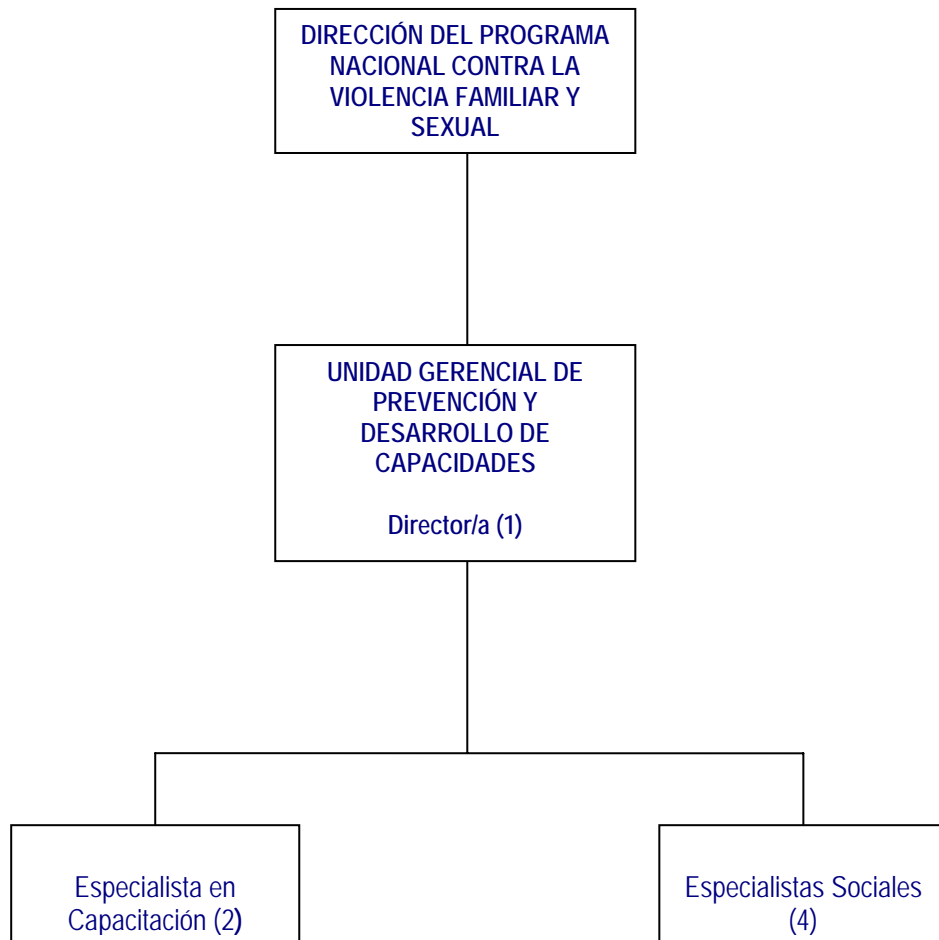 DIRECCIÓN DEL PROGRAMA
NACIONAL CONTRA LA
VIOLENCIA FAMILIAR Y
SEXUAL
UNIDAD GERENCIAL DE
PREVENCIÓN Y
DESARROLLO DE
CAPACIDADES
Director/a (1)
Especialista en
Capacitación (2)
Especialistas Sociales
(4)